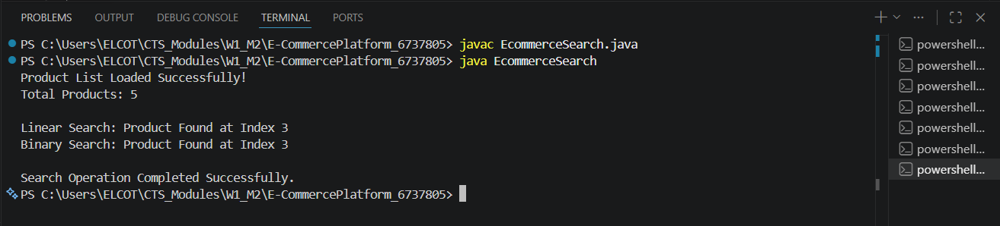 PROBLEMS OUTPUT DEBUG CONSOLE TERMINAL PORTS
PS C:\Users\ELCOT\CTS_Modules\W1_M2\E-CommercePlatform_6737805> javac EcommerceSearch.java
PS C:\Users\ELCOT\CTS_Modules\W1_M2\E-CommercePlatform_6737805> java EcommerceSearch
Product List Loaded Successfully!
Total Products: 5
Linear Search: Product Found at Index 3
Binary Search: Product Found at Index 3
Search Operation Completed Successfully.
PS C:\Users\ELCOT\CTS_Modules\W1_M2\E-CommercePlatform_6737805>
powershell...
powershell...
powershell...
powershell...
powershell...
powershell...
powershell...